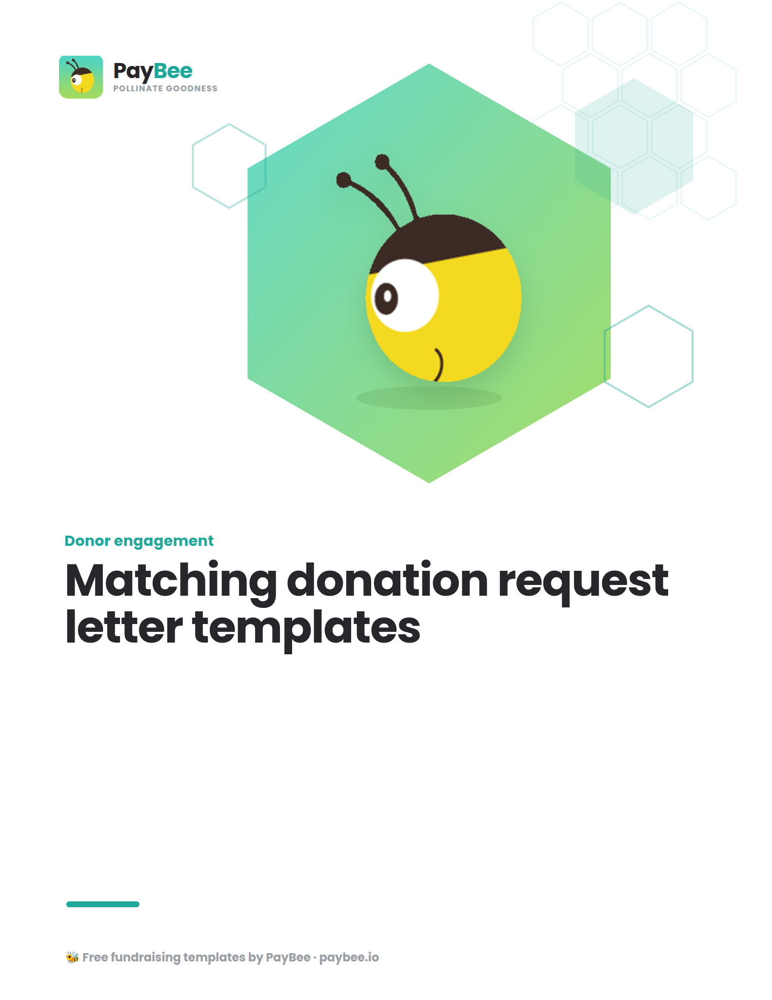 PayBee
POLLINATE GOODNESS
Donor engagement
Matching donation request
letter templates
🐝 Free fundraising templates by PayBee · paybee.io